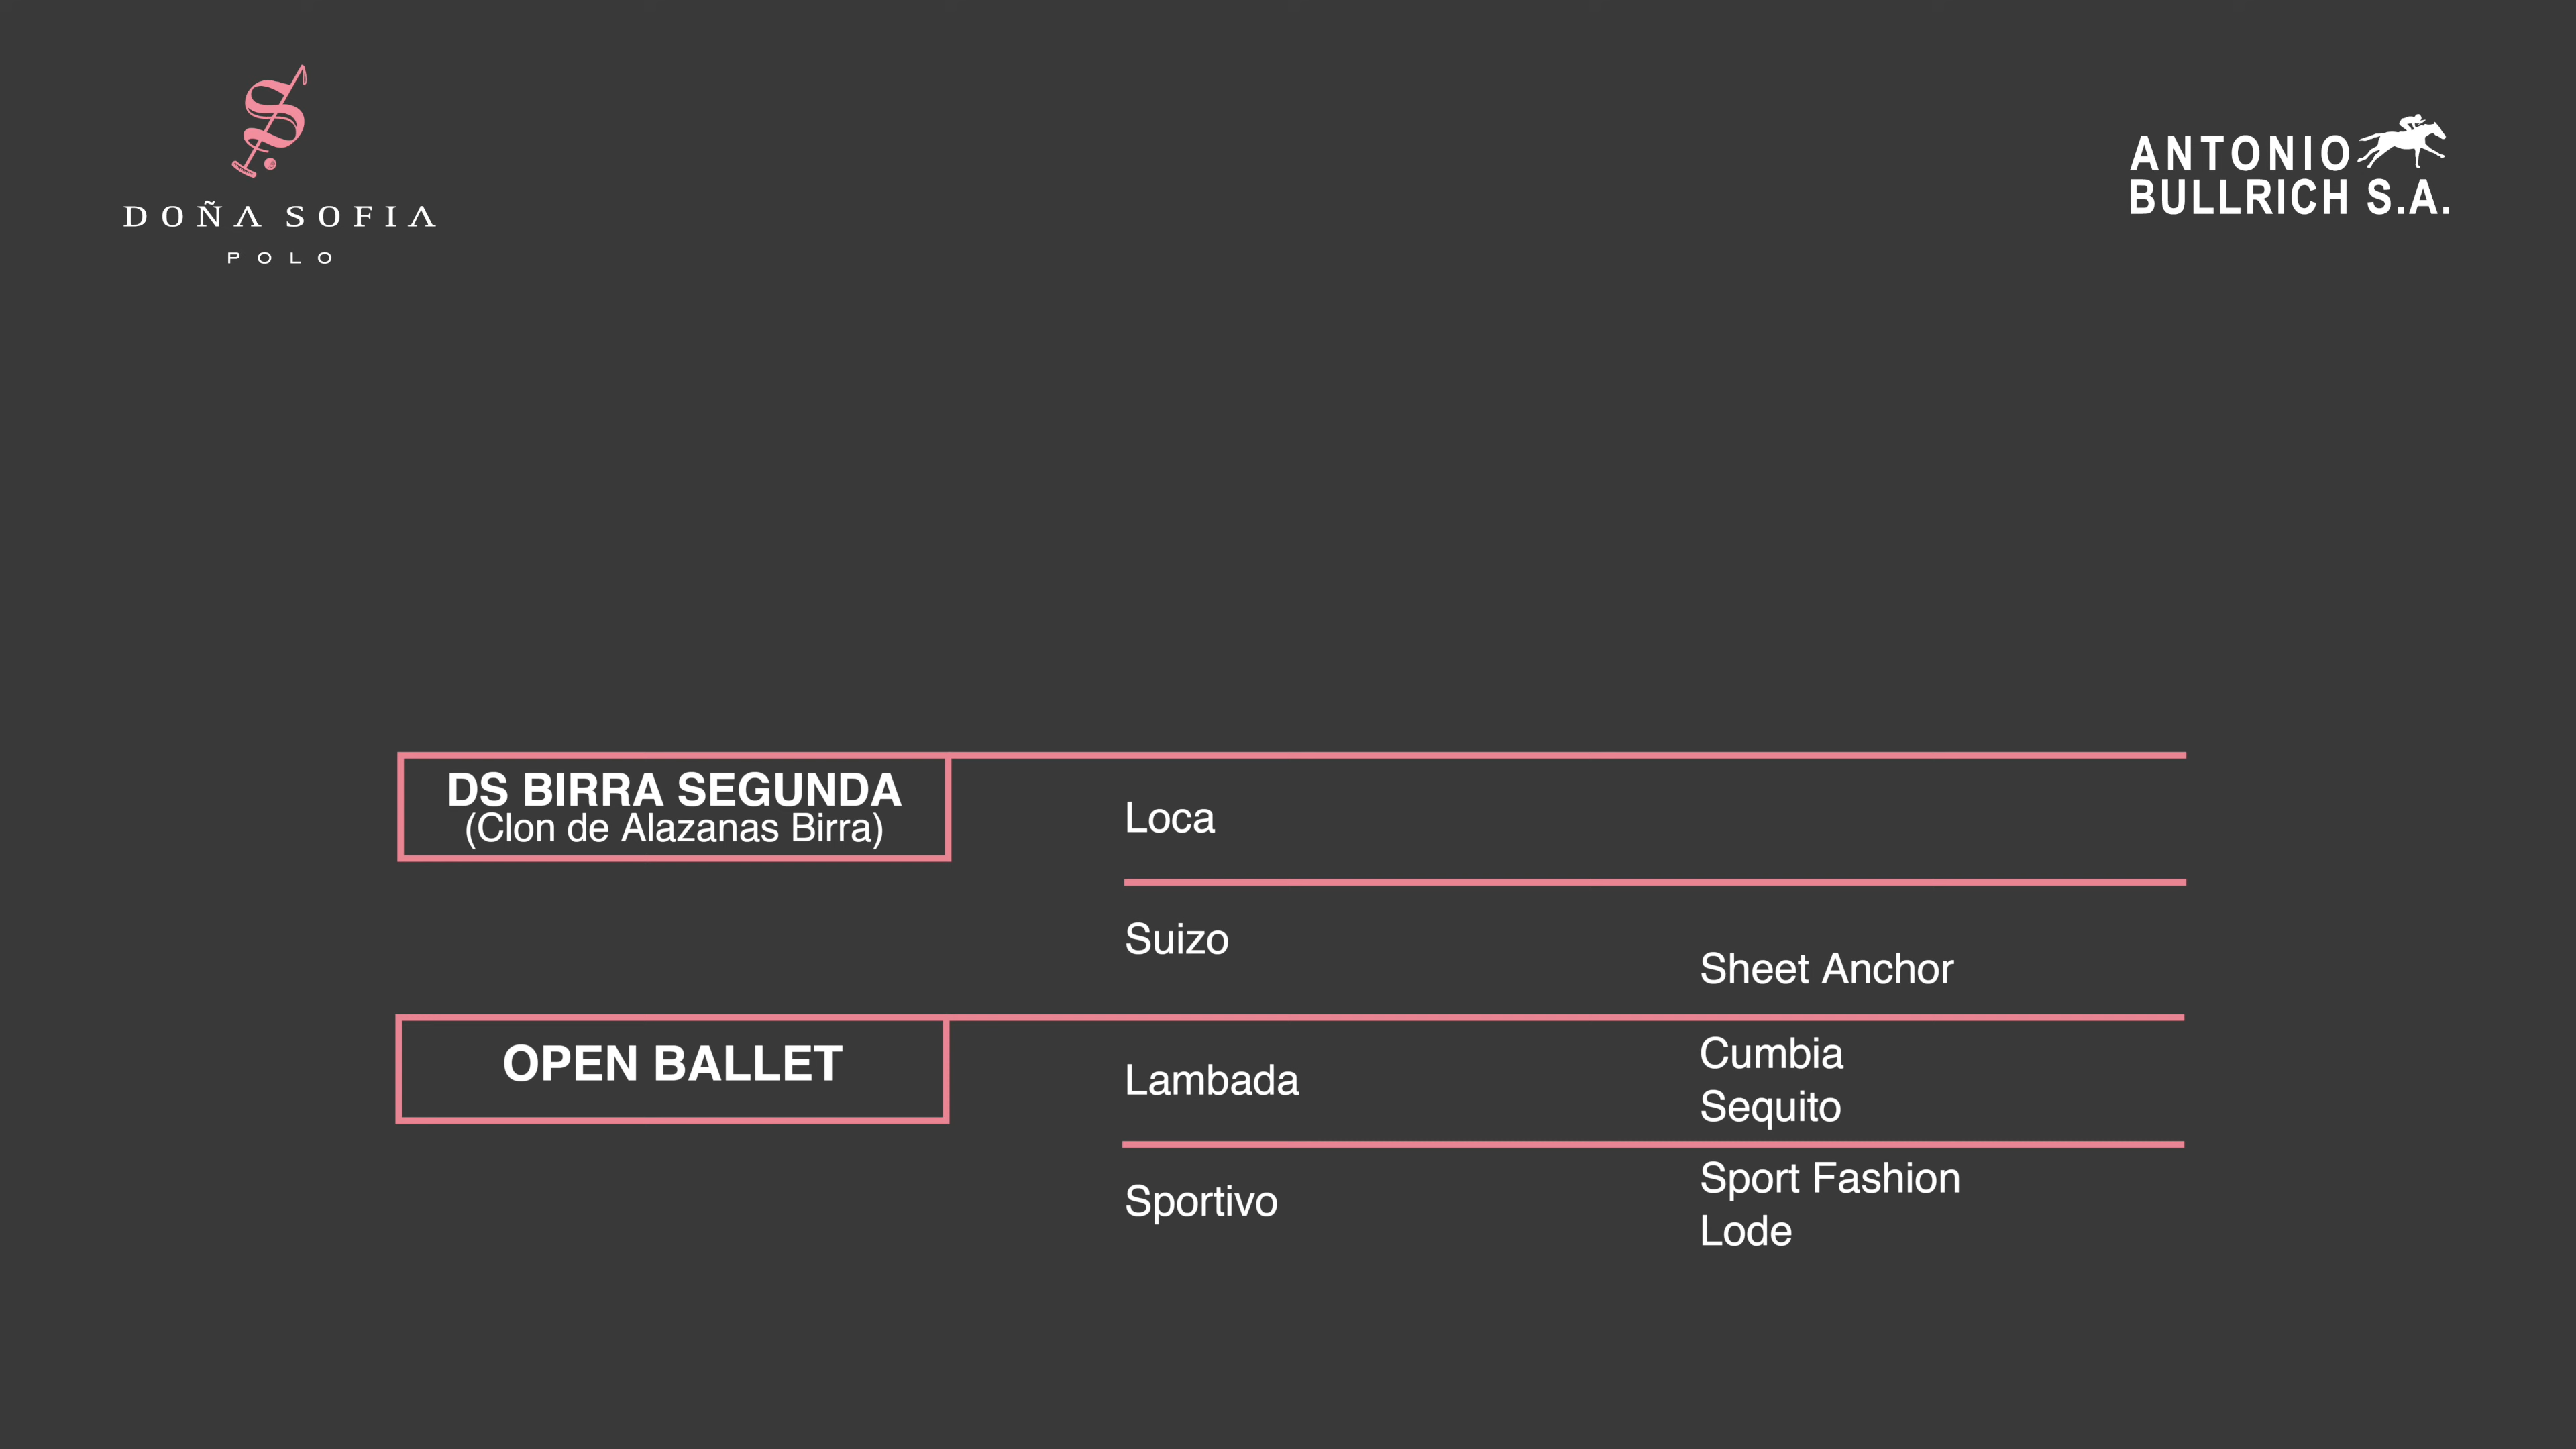 DOÑA SOFIA
POLO
ANTONIO
BULLRICH S.A.
DS BIRRA SEGUNDA
(Clon de Alazanas Birra)
Loca
Suizo
Sheet Anchor
OPEN BALLET
Lambada
Cumbia
Sequito
Sportivo
Sport Fashion
Lode